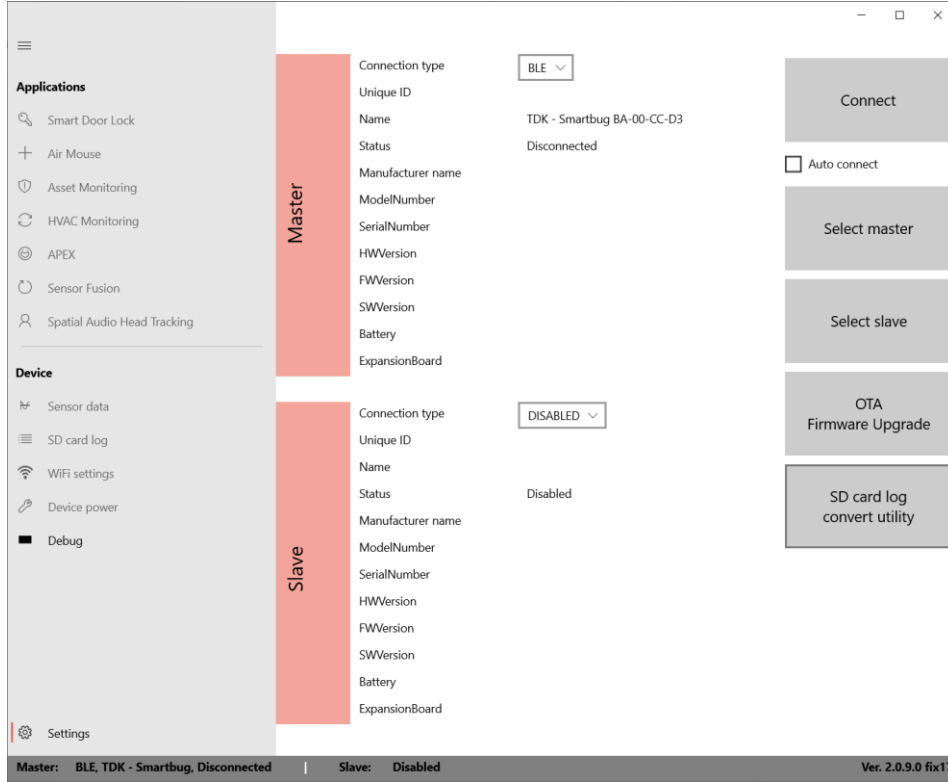 Applications
Smart Door Lock
Air Mouse
Asset Monitoring
HVAC Monitoring
APEX
Sensor Fusion
Spatial Audio Head Tracking
Device
Sensor data
SD card log
WiFi settings
Device power
Debug
Settings
Master
Connection type BLE
Unique ID
Name TDK - Smartbug BA-00-CC-D3
Status Disconnected
Manufacturer name
ModelNumber
SerialNumber
HWVersion
FWVersion
SWVersion
Battery
ExpansionBoard
Slave
Connection type DISABLED
Unique ID
Name
Status Disabled
Manufacturer name
ModelNumber
SerialNumber
HWVersion
FWVersion
SWVersion
Battery
ExpansionBoard
Connect
Auto connect
Select master
Select slave
OTA
Firmware Upgrade
SD card log
convert utility
Master: BLE, TDK - Smartbug, Disconnected | Slave: Disabled Ver. 2.0.9.0